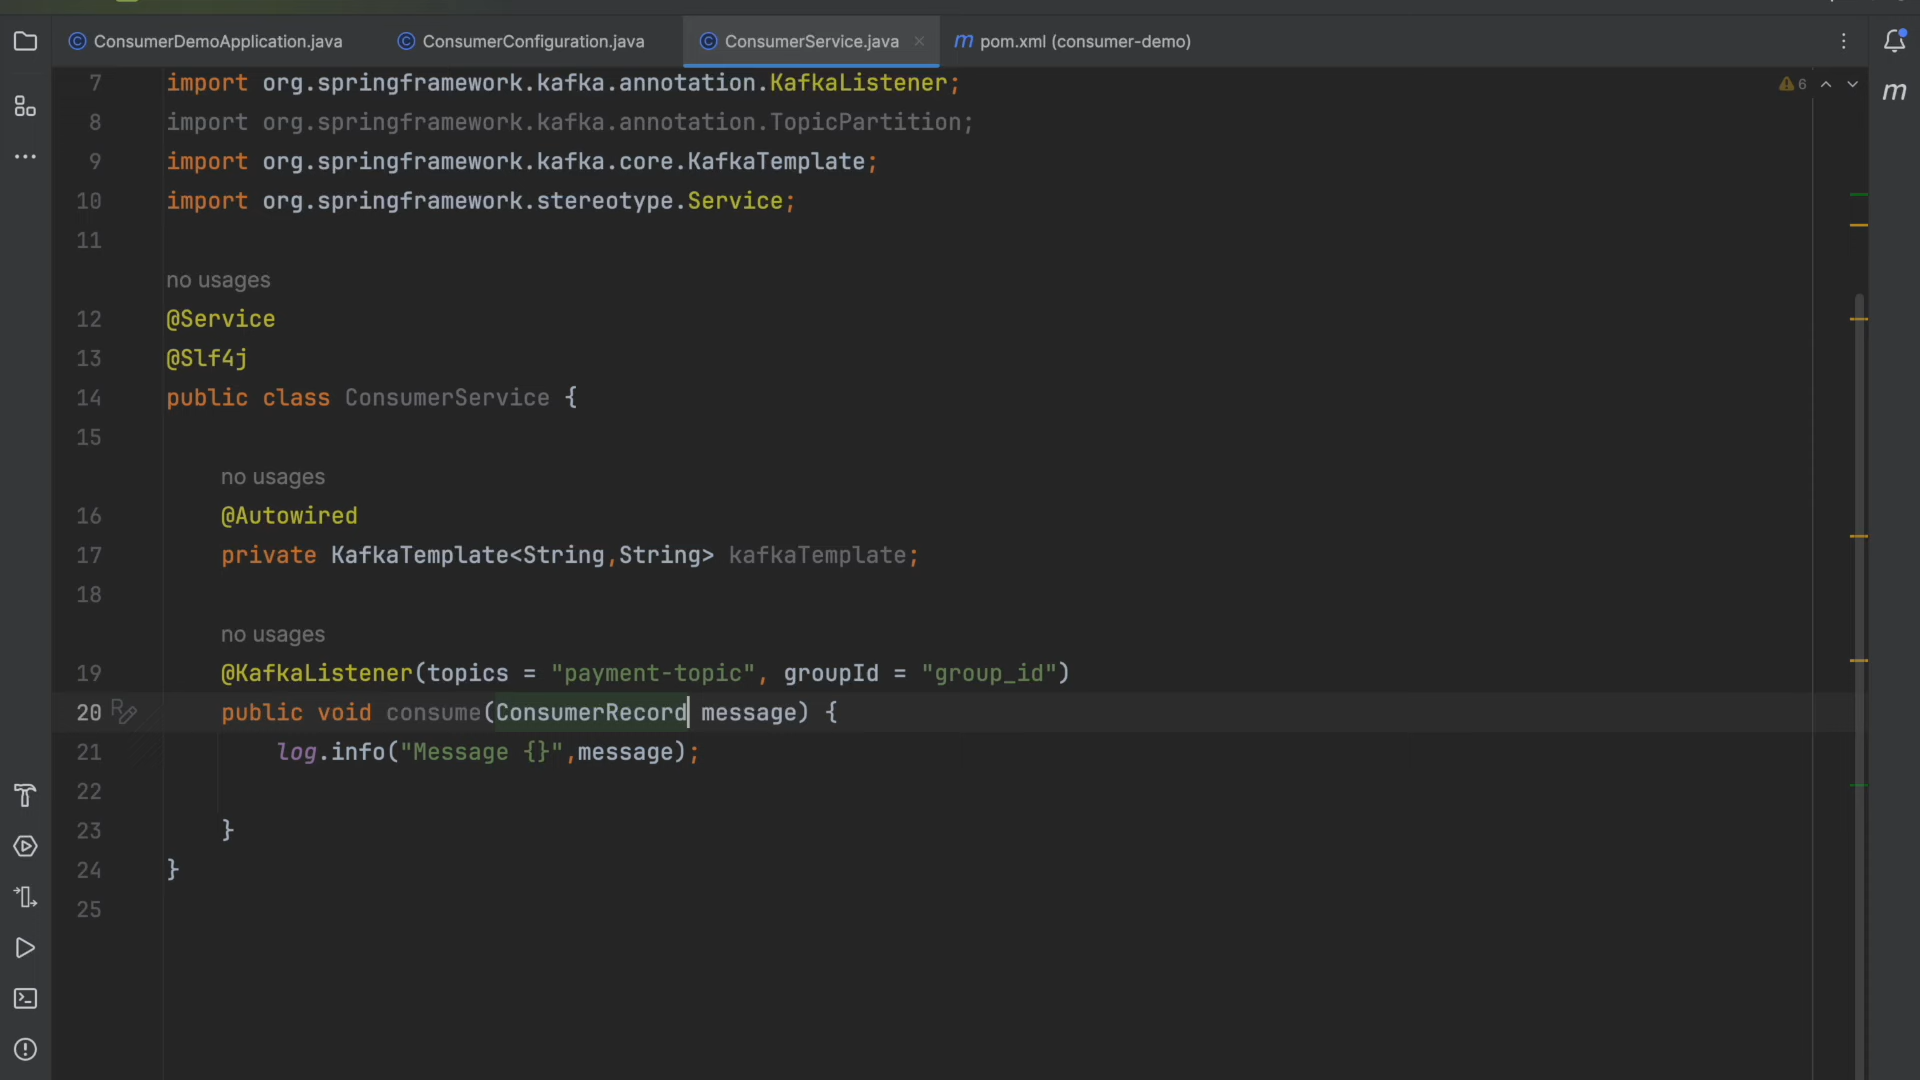 ConsumerDemoApplication.java ConsumerConfiguration.java ConsumerService.java pom.xml (consumer-demo)
7 import org.springframework.kafka.annotation.KafkaListener; 6
8 import org.springframework.kafka.annotation.TopicPartition;
9 import org.springframework.kafka.core.KafkaTemplate;
10 import org.springframework.stereotype.Service;
11
no usages
12 @Service
13 @Slf4j
14 public class ConsumerService {
15
no usages
16 @Autowired
17 private KafkaTemplate<String,String> kafkaTemplate;
18
no usages
19 @KafkaListener(topics = "payment-topic", groupId = "group_id")
20 public void consume(ConsumerRecord message) {
21 log.info("Message {}",message);
22
23 }
24 }
25